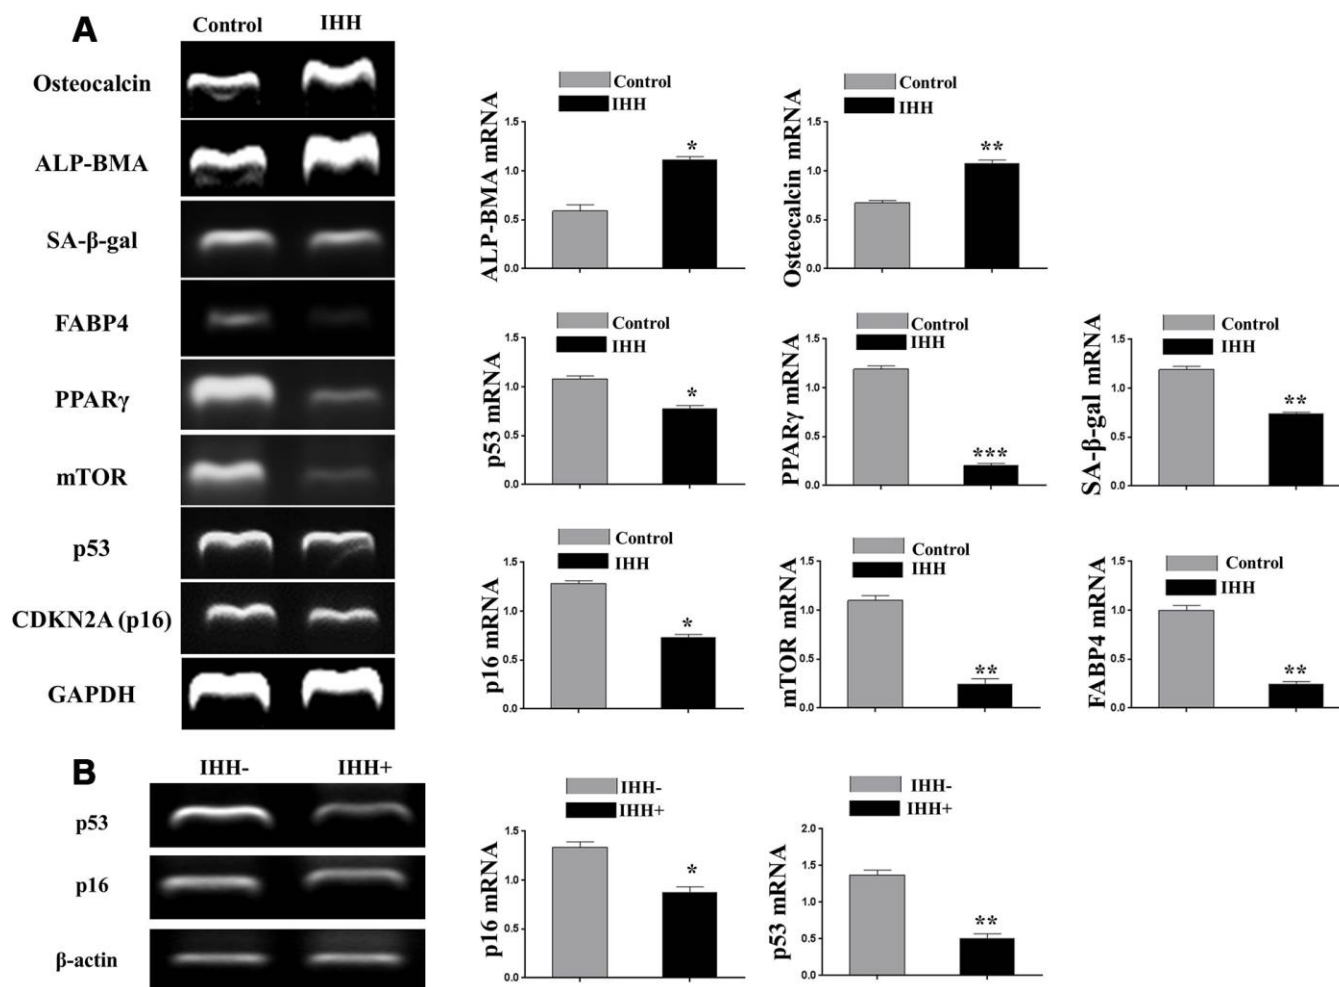 A
Control IHH
Osteocalcin
ALP-BMA
SA-β-gal
FABP4
PPARγ
mTOR
p53
CDKN2A (p16)
GAPDH
Control
IHH
ALP-BMA mRNA
1.5
1.0
0.5
0.0
*
Control
IHH
Osteocalcin mRNA
1.5
1.0
0.5
0.0
**
Control
IHH
p53 mRNA
1.5
1.0
0.5
0.0
*
Control
IHH
PPARγ mRNA
1.5
1.0
0.5
0.0
***
Control
IHH
SA-β-gal mRNA
1.5
1.0
0.5
0.0
**
Control
IHH
p16 mRNA
1.5
1.0
0.5
0.0
*
Control
IHH
mTOR mRNA
1.5
1.0
0.5
0.0
**
Control
IHH
FABP4 mRNA
1.5
1.0
0.5
0.0
**
B
IHH- IHH+
p53
p16
β-actin
IHH-
IHH+
p16 mRNA
1.5
1.0
0.5
0.0
*
IHH-
IHH+
p53 mRNA
2.0
1.5
1.0
0.5
0.0
**